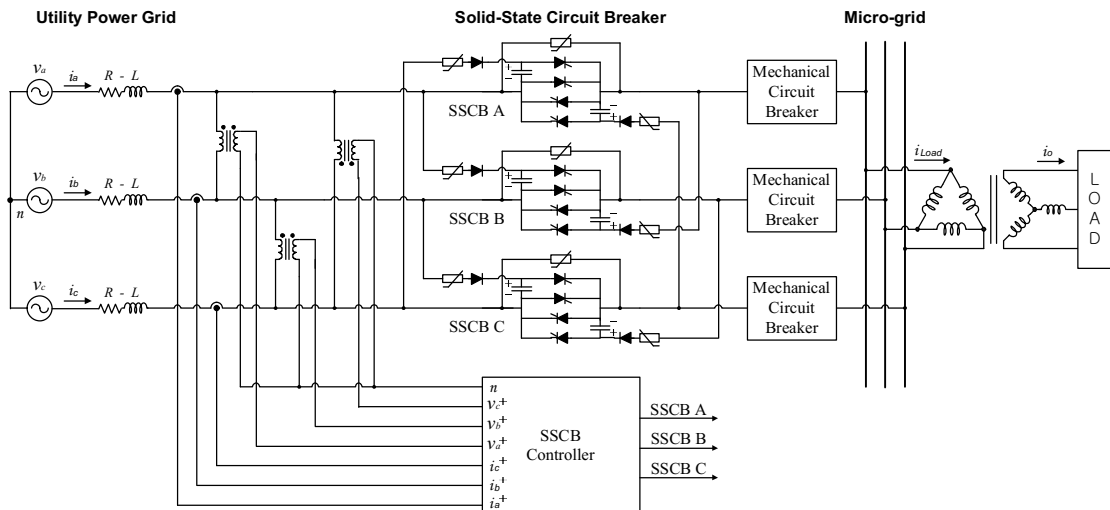 Utility Power Grid
Solid-State Circuit Breaker
Micro-grid
va
ia
R - L
+
−
SSCB A
−
+
Mechanical
Circuit
Breaker
vb
ib
R - L
n
+
−
SSCB B
−
+
Mechanical
Circuit
Breaker
iLoad
io
LOAD
vc
ic
R - L
+
−
SSCB C
−
+
Mechanical
Circuit
Breaker
n
vc+
vb+
va+
ic+
ib+
ia+
SSCB
Controller
SSCB A
SSCB B
SSCB C